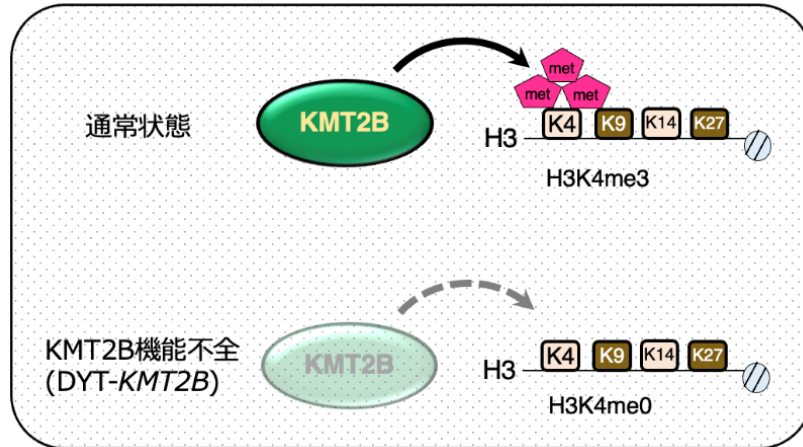 通常状態
KMT2B
met
met met
H3 K4 K9 K14 K27
H3K4me3
KMT2B機能不全
(DYT-KMT2B)
KMT2B
H3 K4 K9 K14 K27
H3K4me0